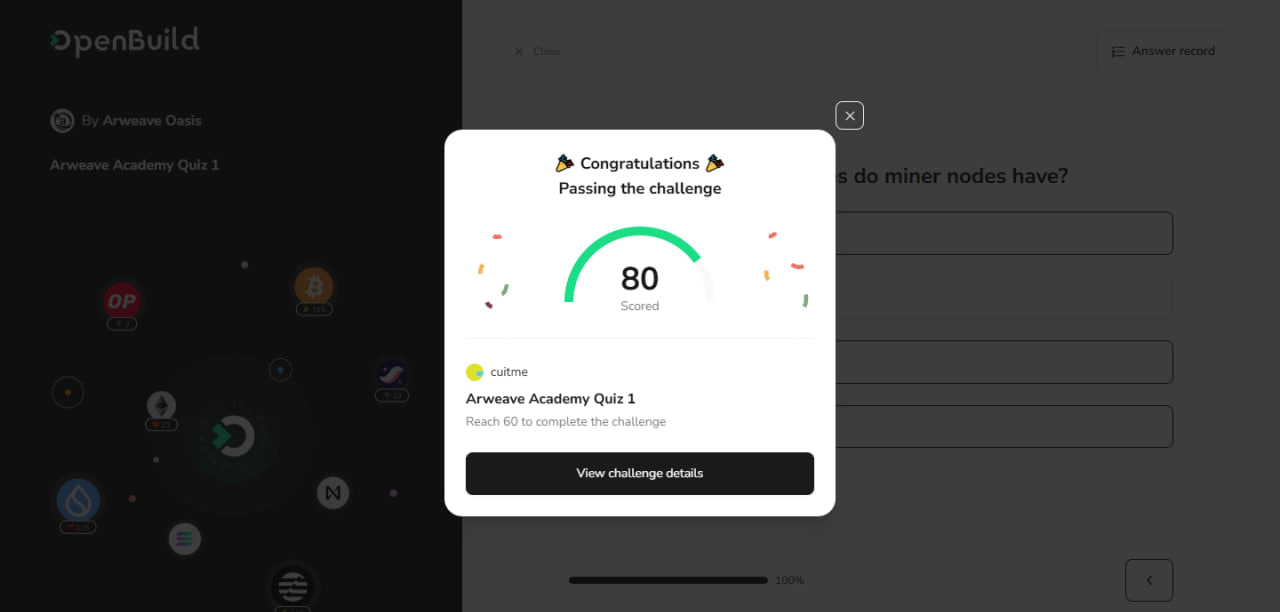 OpenBuild
Close
Answer record
By Arweave Oasis
Arweave Academy Quiz 1
s do miner nodes have?
Congratulations
Passing the challenge
80
Scored
cuitme
Arweave Academy Quiz 1
Reach 60 to complete the challenge
View challenge details
OP
100%